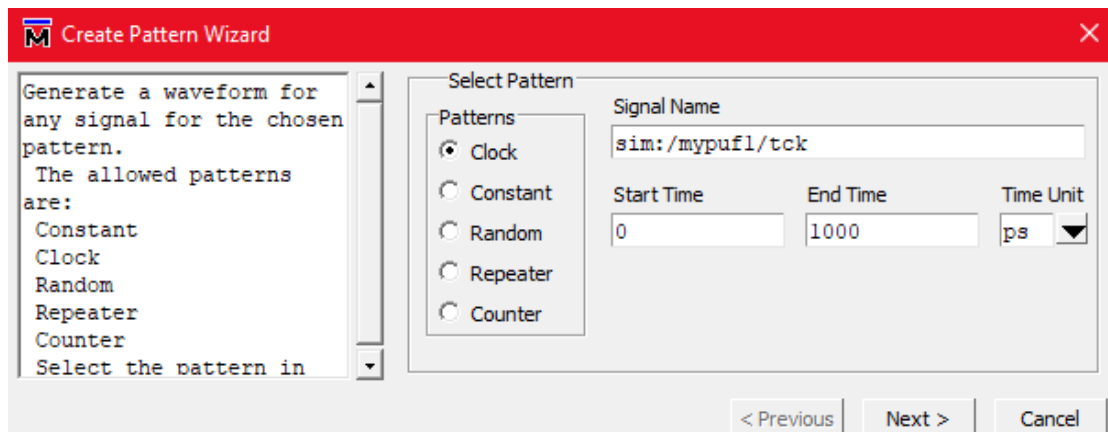 Create Pattern Wizard
Generate a waveform for
any signal for the chosen
pattern.
The allowed patterns
are:
Constant
Clock
Random
Repeater
Counter
Select the pattern in
Select Pattern
Patterns
Clock
Constant
Random
Repeater
Counter
Signal Name
sim:/mypuf1/tck
Start Time
0
End Time
1000
Time Unit
ps
< Previous
Next >
Cancel